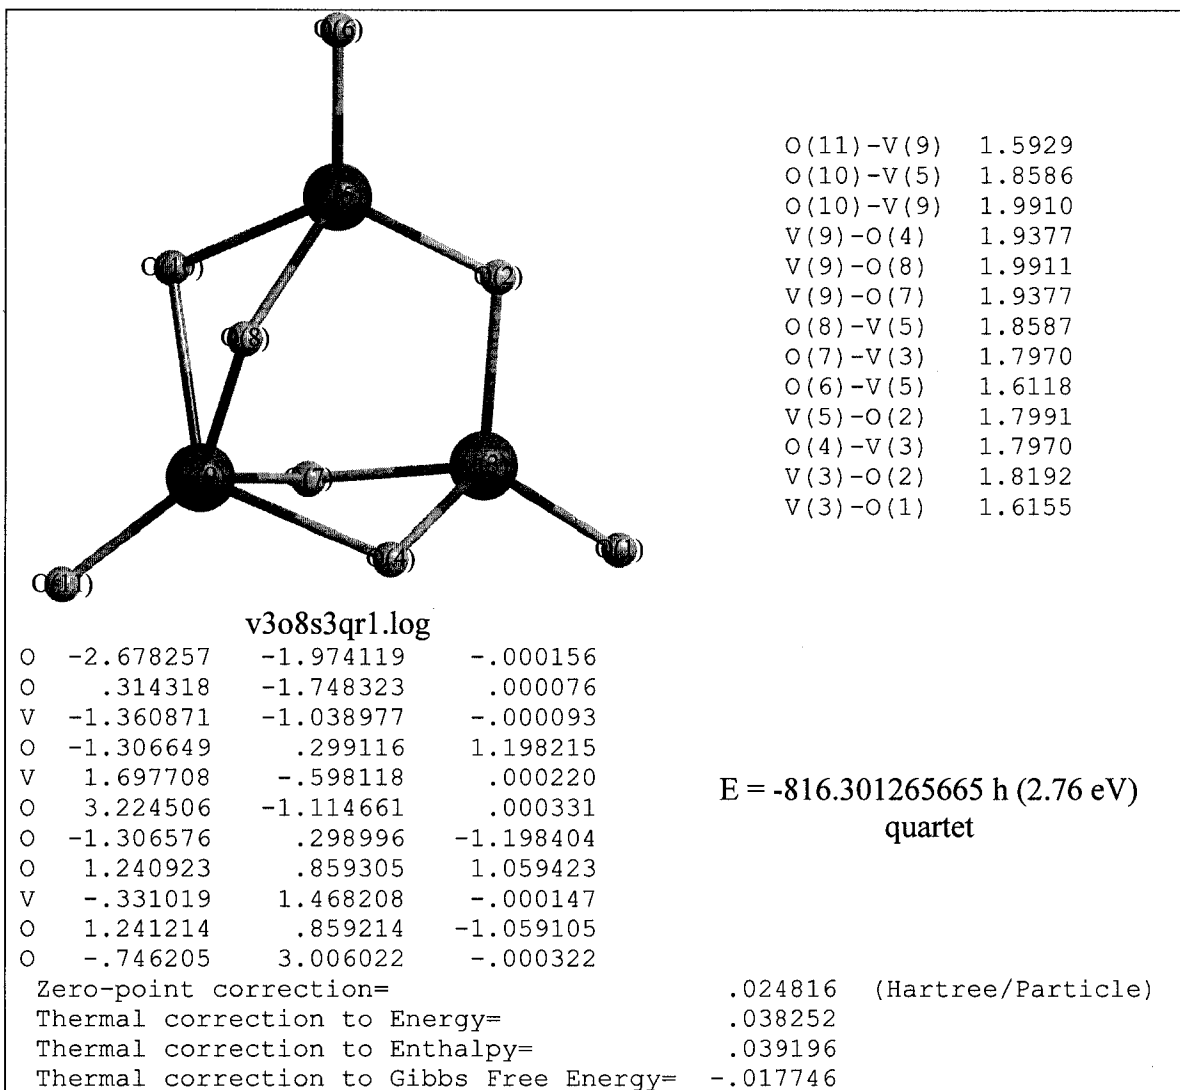 O(6)
O(11)-V(9) 1.5929
O(10)-V(5) 1.8586
O(10)-V(9) 1.9910
V(9)-O(4) 1.9377
V(9)-O(8) 1.9911
V(9)-O(7) 1.9377
O(8)-V(5) 1.8587
O(7)-V(3) 1.7970
O(6)-V(5) 1.6118
V(5)-O(2) 1.7991
O(4)-V(3) 1.7970
V(3)-O(2) 1.8192
V(3)-O(1) 1.6155
O(2)
O(8)
O(7)
O(4)
O(1)
O(11)
v3o8s3qr1.log
O -2.678257 -1.974119 -.000156
O .314318 -1.748323 .000076
V -1.360871 -1.038977 -.000093
O -1.306649 .299116 1.198215
V 1.697708 -.598118 .000220
O 3.224506 -1.114661 .000331
O -1.306576 .298996 -1.198404
O 1.240923 .859305 1.059423
V -.331019 1.468208 -.000147
O 1.241214 .859214 -1.059105
O -.746205 3.006022 -.000322
E = -816.301265665 h (2.76 eV)
quartet
Zero-point correction= .024816 (Hartree/Particle)
Thermal correction to Energy= .038252
Thermal correction to Enthalpy= .039196
Thermal correction to Gibbs Free Energy= -.017746